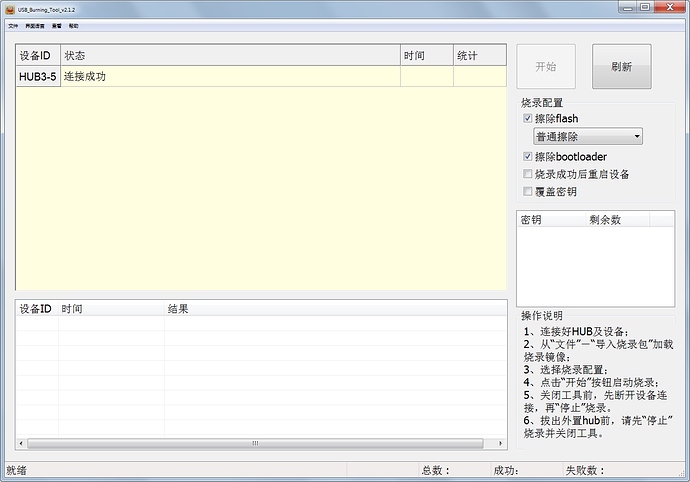 USB_Burning_Tool_v2.1.2
文件 界面语言 查看 帮助
设备ID 状态 时间 统计
HUB3-5 连接成功
开始 刷新
烧录配置
擦除flash
普通擦除
擦除bootloader
烧录成功后重启设备
覆盖密钥
密钥 剩余数
设备ID 时间 结果
操作说明
1、连接好HUB及设备;
2、从“文件”—“导入烧录包”加载
烧录镜像;
3、选择烧录配置;
4、点击“开始”按钮启动烧录;
5、关闭工具前，先断开设备连
接，再“停止”烧录。
6、拔出外置hub前，请先“停止”
烧录并关闭工具。
就绪 总数： 成功: 失败数：